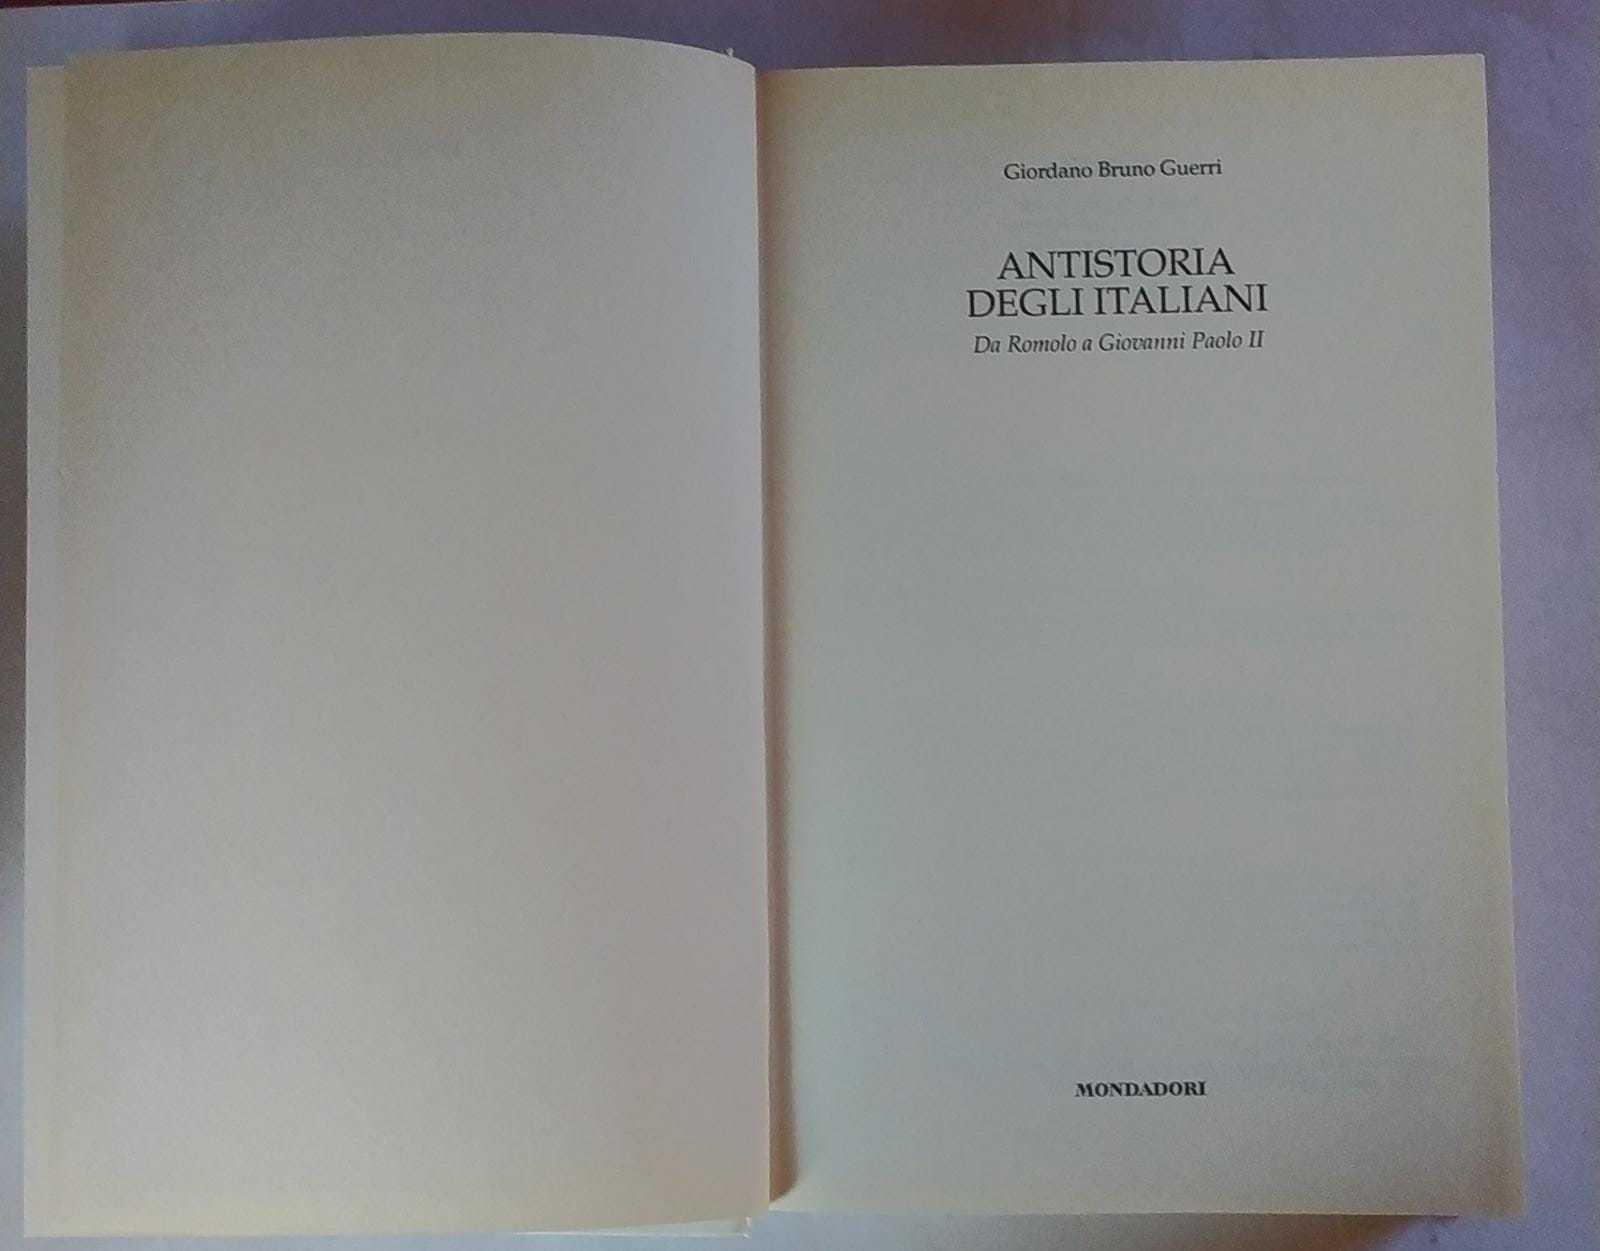 Giordano Bruno Guerri
ANTISTORIA
DEGLI ITALIANI
Da Romolo a Giovanni Paolo II
MONDADORI